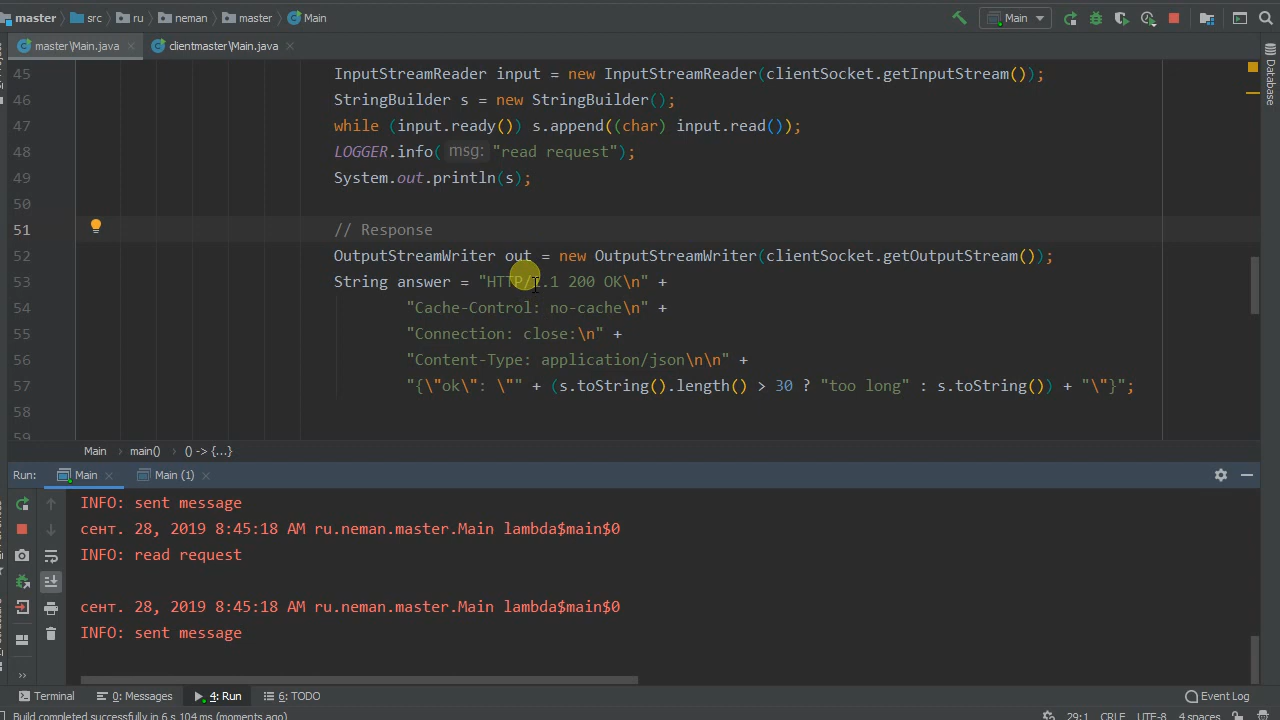 master src ru neman master Main Main
master\Main.java clientmaster\Main.java
45 InputStreamReader input = new InputStreamReader(clientSocket.getInputStream());
46 StringBuilder s = new StringBuilder();
47 while (input.ready()) s.append((char) input.read());
48 LOGGER.info( msg: "read request");
49 System.out.println(s);
50
51 // Response
52 OutputStreamWriter out = new OutputStreamWriter(clientSocket.getOutputStream());
53 String answer = "HTTP/1.1 200 OK\n" +
54 "Cache-Control: no-cache\n" +
55 "Connection: close:\n" +
56 "Content-Type: application/json\n\n" +
57 "{\"ok\": \"" + (s.toString().length() > 30 ? "too long" : s.toString()) + "\"}";
58
59
Database
Main main() () -> {...}
Run: Main Main (1)
INFO: sent message
сент. 28, 2019 8:45:18 AM ru.neman.master.Main lambda$main$0
INFO: read request
сент. 28, 2019 8:45:18 AM ru.neman.master.Main lambda$main$0
INFO: sent message
Terminal 0: Messages 4: Run 6: TODO Event Log
Build completed successfully in 6 s 104 ms (moments ago) 29:1 CRLF UTF-8 4 spaces